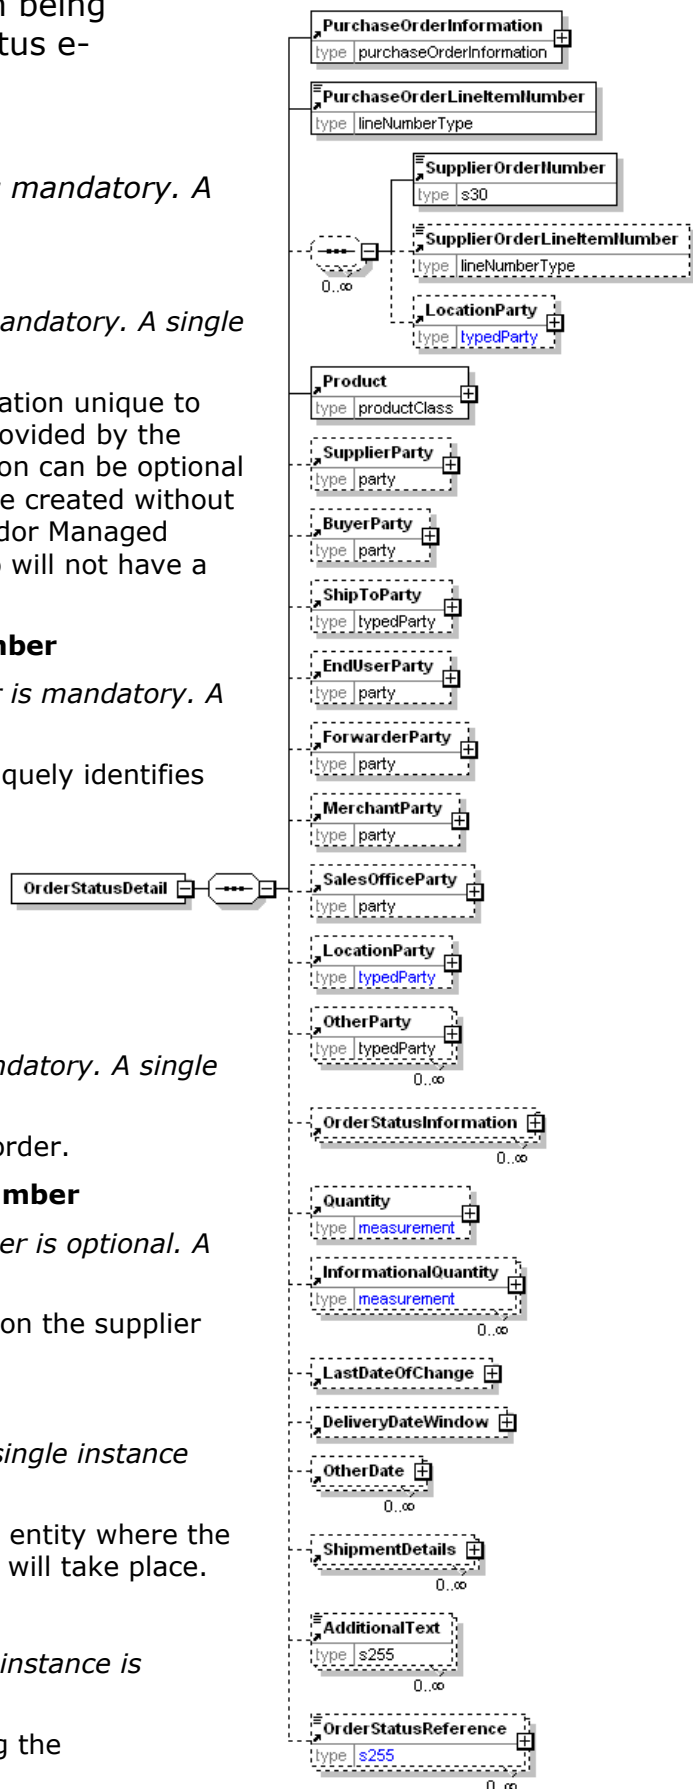 n being
tus e-
s mandatory. A
andatory. A single
ation unique to
rovided by the
on can be optional
e created without
dor Managed
o will not have a
nber
r is mandatory. A
quely identifies
ndatory. A single
order.
umber
er is optional. A
on the supplier
single instance
entity where the
will take place.
instance is
g the
OrderStatusDetail
PurchaseOrderInformation
type purchaseOrderInformation
PurchaseOrderLineItemNumber
type lineNumberType
0..∞
SupplierOrderNumber
type s30
SupplierOrderLineItemNumber
type lineNumberType
LocationParty
type typedParty
Product
type productClass
SupplierParty
type party
BuyerParty
type party
ShipToParty
type typedParty
EndUserParty
type party
ForwarderParty
type party
MerchantParty
type party
SalesOfficeParty
type party
LocationParty
type typedParty
OtherParty
type typedParty
0..∞
OrderStatusInformation
0..∞
Quantity
type measurement
InformationalQuantity
type measurement
0..∞
LastDateOfChange
DeliveryDateWindow
OtherDate
0..∞
ShipmentDetails
0..∞
AdditionalText
type s255
0..∞
OrderStatusReference
type s255
0..∞